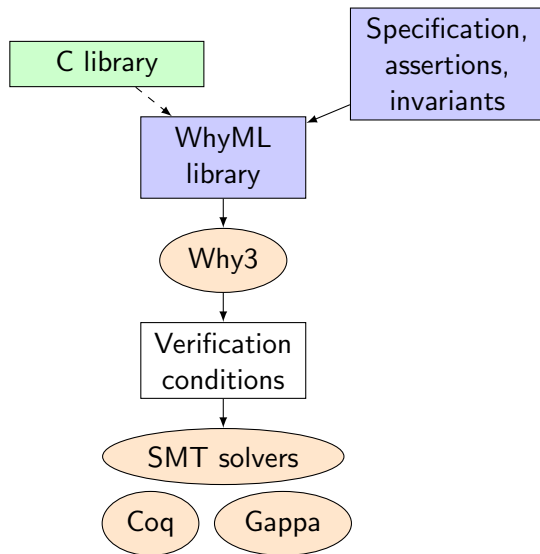 C library
Specification,
assertions,
invariants
WhyML
library
Why3
Verification
conditions
SMT solvers
Coq
Gappa